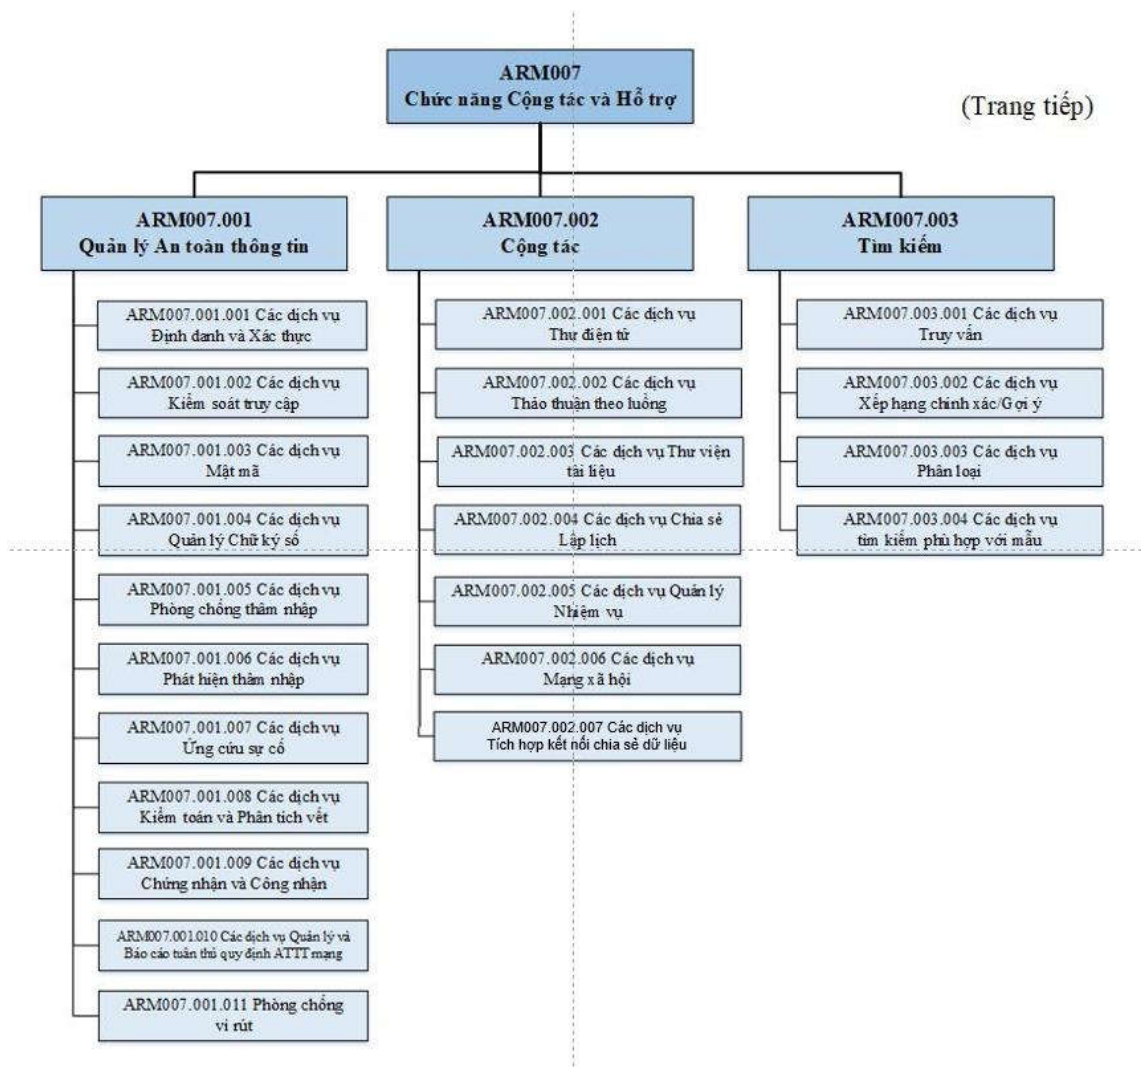 ARM007
Chức năng Cộng tác và Hỗ trợ
(Trang tiếp)
ARM007.001
Quản lý An toàn thông tin
ARM007.001.001 Các dịch vụ
Định danh và Xác thực
ARM007.001.002 Các dịch vụ
Kiểm soát truy cập
ARM007.001.003 Các dịch vụ
Mật mã
ARM007.001.004 Các dịch vụ
Quản lý Chữ ký số
ARM007.001.005 Các dịch vụ
Phòng chống thâm nhập
ARM007.001.006 Các dịch vụ
Phát hiện thâm nhập
ARM007.001.007 Các dịch vụ
Ứng cứu sự cố
ARM007.001.008 Các dịch vụ
Kiểm toán và Phân tích vết
ARM007.001.009 Các dịch vụ
Chứng nhận và Công nhận
ARM007.001.010 Các dịch vụ Quản lý và
Báo cáo tuân thủ quy định ATTT mạng
ARM007.001.011 Phòng chống
vi rút
ARM007.002
Cộng tác
ARM007.002.001 Các dịch vụ
Thư điện tử
ARM007.002.002 Các dịch vụ
Thảo thuận theo luồng
ARM007.002.003 Các dịch vụ Thư viện
tài liệu
ARM007.002.004 Các dịch vụ Chia sẻ
Lập lịch
ARM007.002.005 Các dịch vụ Quản lý
Nhiệm vụ
ARM007.002.006 Các dịch vụ
Mạng xã hội
ARM007.002.007 Các dịch vụ
Tích hợp kết nối chia sẻ dữ liệu
ARM007.003
Tìm kiếm
ARM007.003.001 Các dịch vụ
Truy vấn
ARM007.003.002 Các dịch vụ
Xếp hạng chính xác/Gợi ý
ARM007.003.003 Các dịch vụ
Phân loại
ARM007.003.004 Các dịch vụ
tìm kiếm phù hợp với mẫu